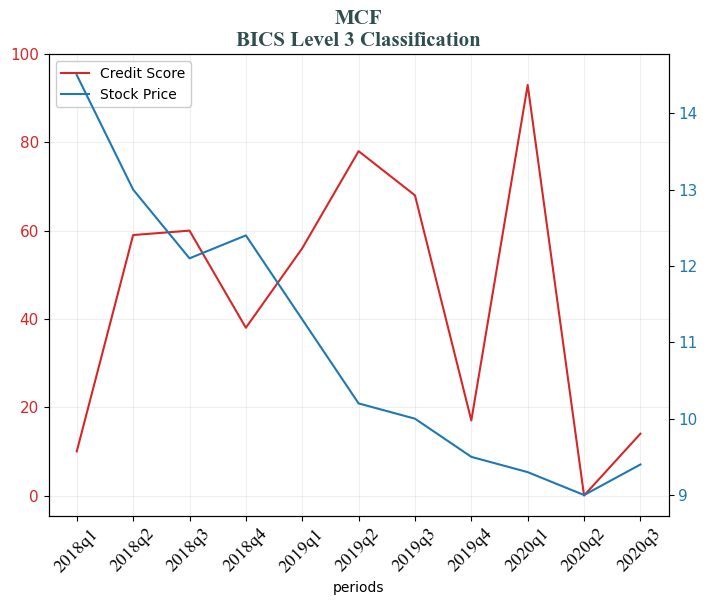 MCF
BICS Level 3 Classification
Credit Score
Stock Price
100
80
60
40
20
0
14
13
12
11
10
9
2018q1
2018q2
2018q3
2018q4
2019q1
2019q2
2019q3
2019q4
2020q1
2020q2
2020q3
periods